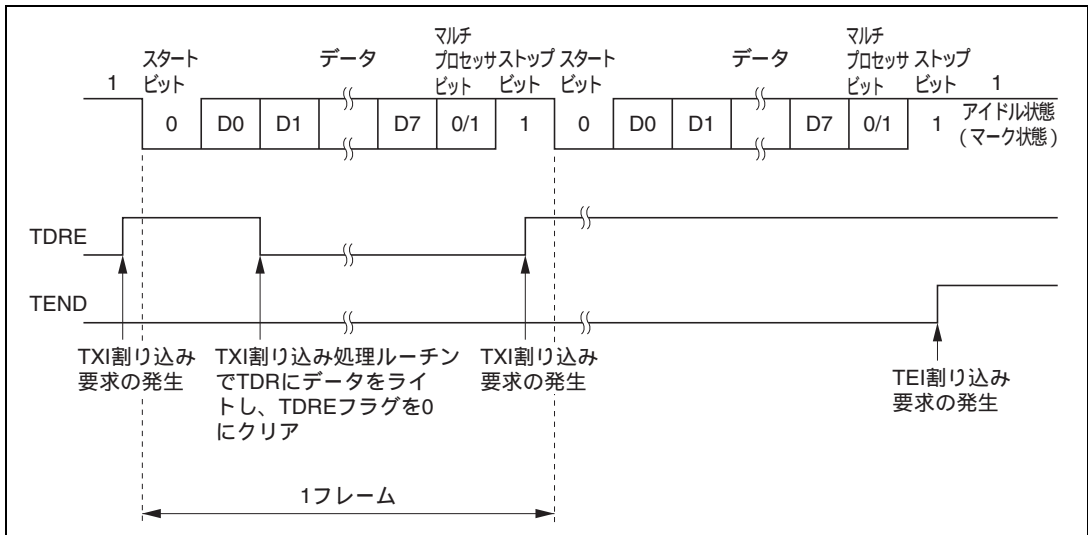 マルチ マルチ
スタート データ プロセッサ ストップ スタート データ プロセッサ ストップ
1 ビット ビット ビット ビット ビット ビット 1
0 D0 D1 D7 0/1 1 0 D0 D1 D7 0/1 1 アイドル状態
(マーク状態)
TDRE
TEND
TXI割り込み
要求の発生
TXI割り込み処理ルーチン
でTDRにデータをライ
トし、TDREフラグを0
にクリア
TXI割り込み
要求の発生
TEI割り込み
要求の発生
1フレーム